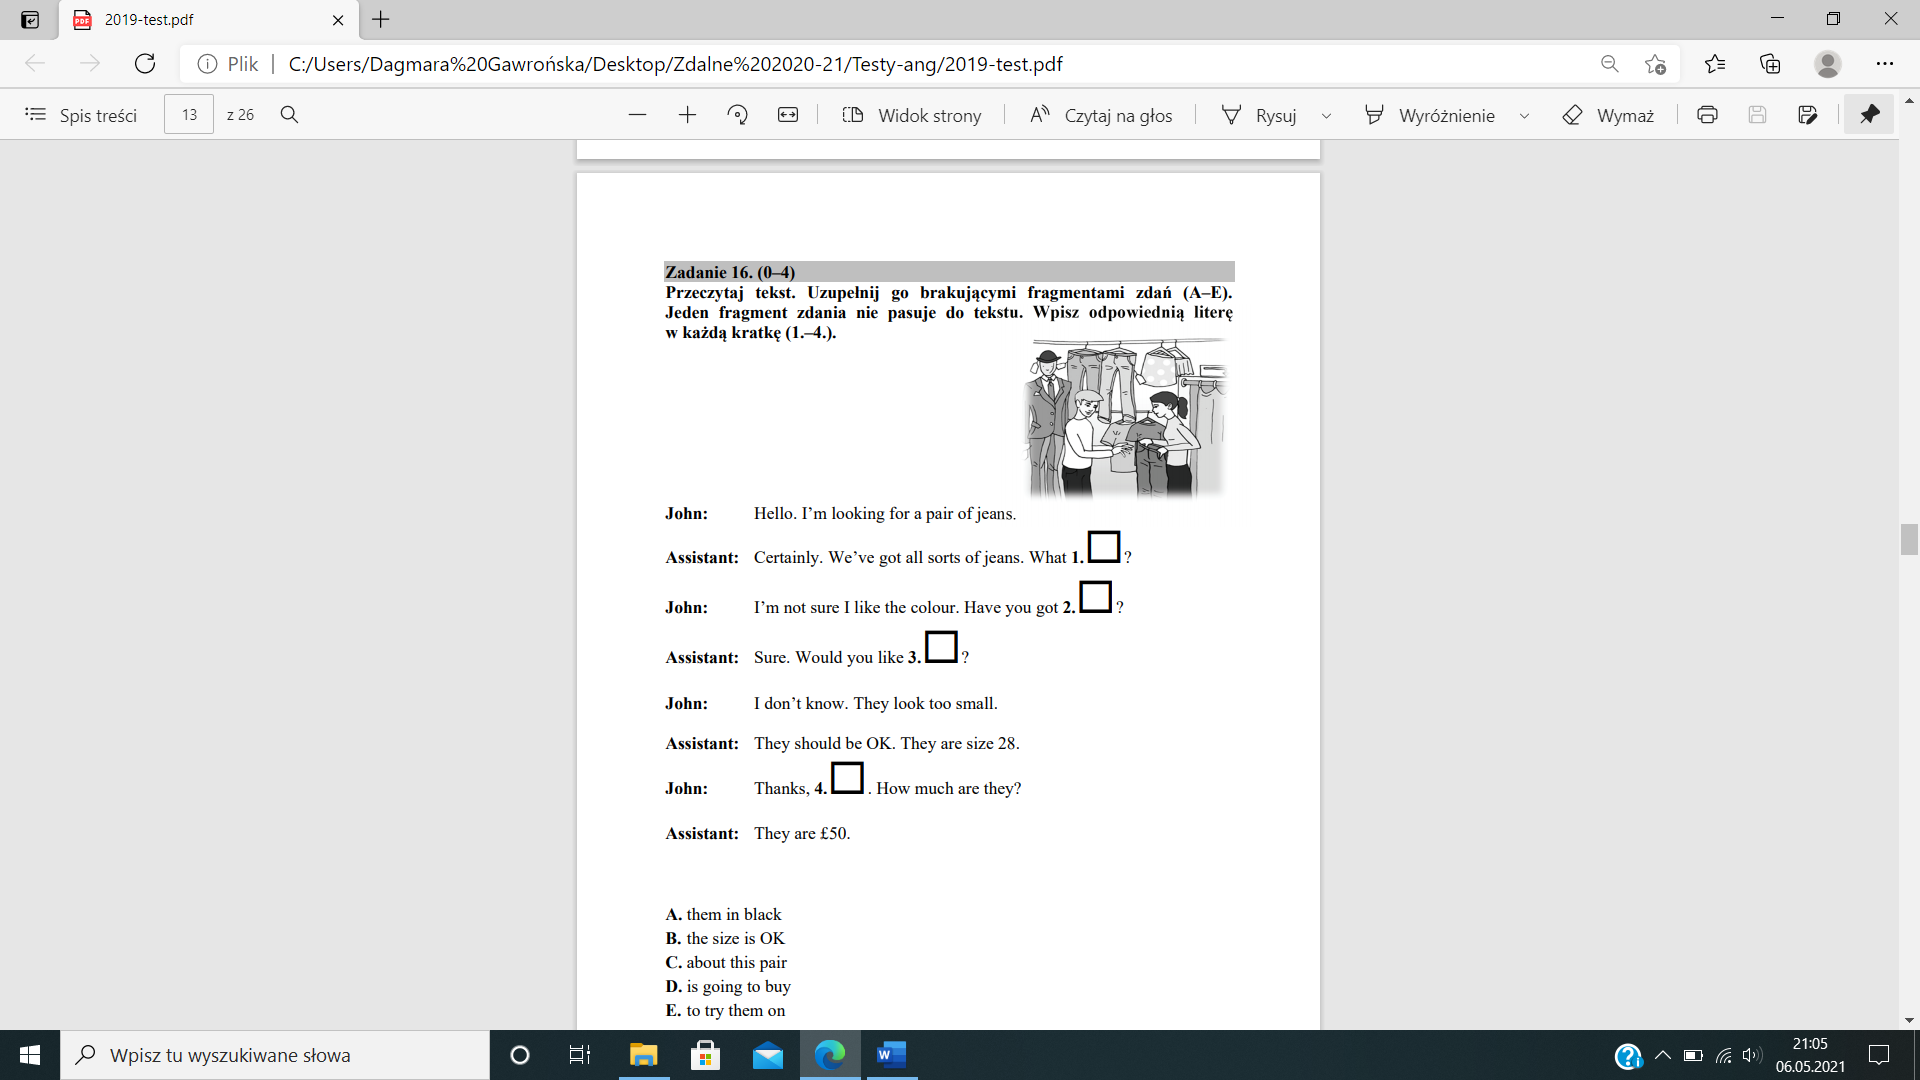 2019-test.pdf
Plik
C:/Users/Dagmara%20Gawrońska/Desktop/Zdalne%202020-21/Testy-ang/2019-test.pdf
Spis treści
13
z 26
Widok strony
Czytaj na głos
Rysuj
Wyróżnienie
Wymaż
Zadanie 16. (0–4)
Przeczytaj tekst. Uzupełnij go brakującymi fragmentami zdań (A–E).
Jeden fragment zdania nie pasuje do tekstu. Wpisz odpowiednią literę
w każdą kratkę (1.–4.).
John: Hello. I’m looking for a pair of jeans.
Assistant: Certainly. We’ve got all sorts of jeans. What 1. ?
John: I’m not sure I like the colour. Have you got 2. ?
Assistant: Sure. Would you like 3. ?
John: I don’t know. They look too small.
Assistant: They should be OK. They are size 28.
John: Thanks, 4. . How much are they?
Assistant: They are £50.
A. them in black
B. the size is OK
C. about this pair
D. is going to buy
E. to try them on
Wpisz tu wyszukiwane słowa
21:05
06.05.2021